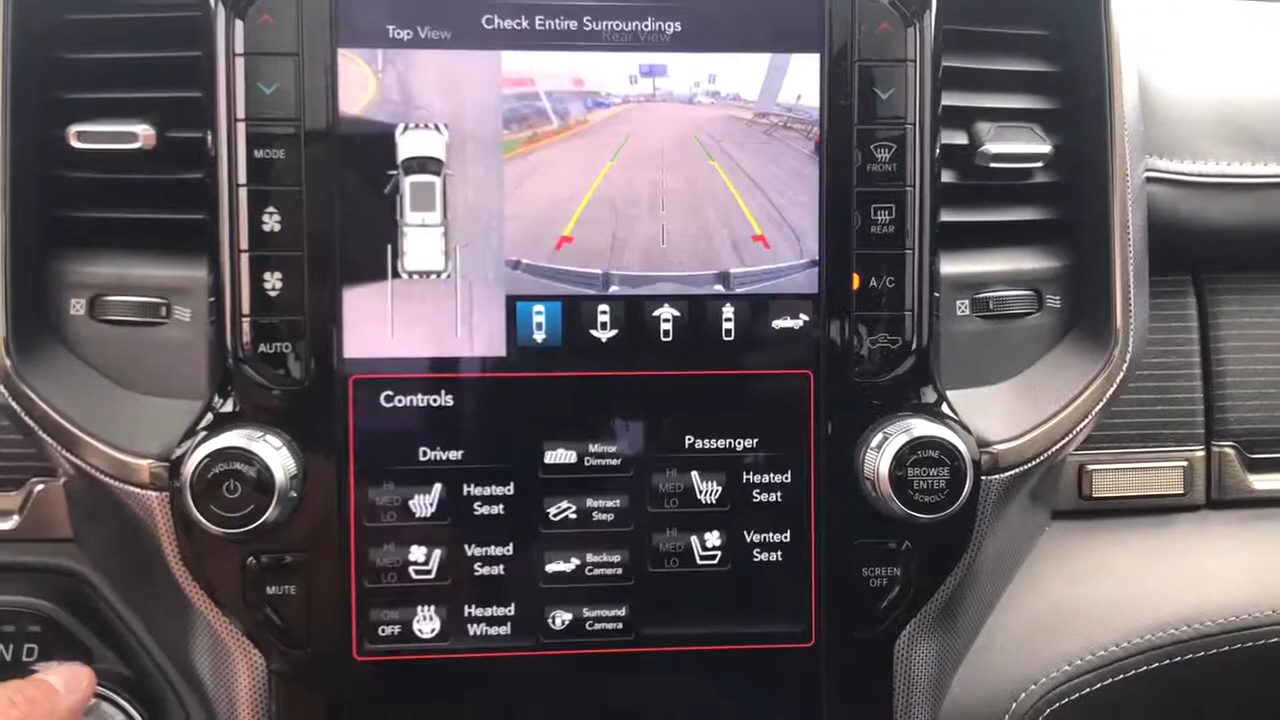 Check Entire Surroundings
Top View
Rear View
MODE
AUTO
FRONT
REAR
A/C
Controls
Driver
HI
MED
LO
Heated
Seat
HI
MED
LO
Vented
Seat
ON
OFF
Heated
Wheel
Mirror
Dimmer
Retract
Step
Backup
Camera
Surround
Camera
Passenger
HI
MED
LO
Heated
Seat
HI
MED
LO
Vented
Seat
VOLUME
MUTE
TUNE
BROWSE
ENTER
SCROLL
SCREEN
OFF
N D